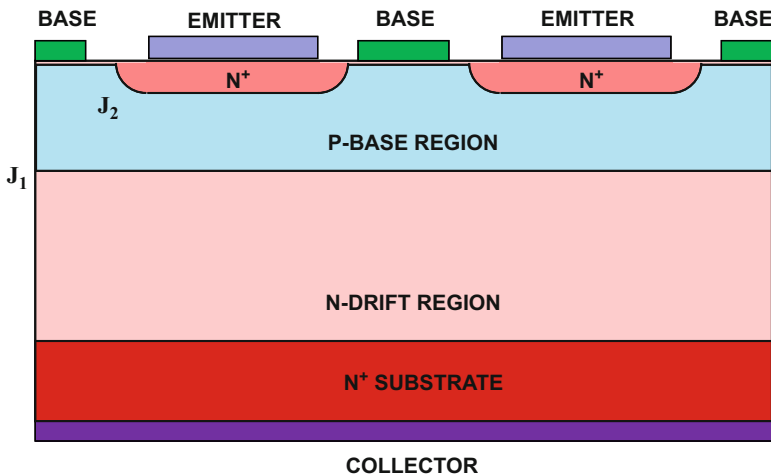 BASE EMITTER BASE EMITTER BASE
N⁺ N⁺
J₂
P-BASE REGION
J₁
N-DRIFT REGION
N⁺ SUBSTRATE
COLLECTOR